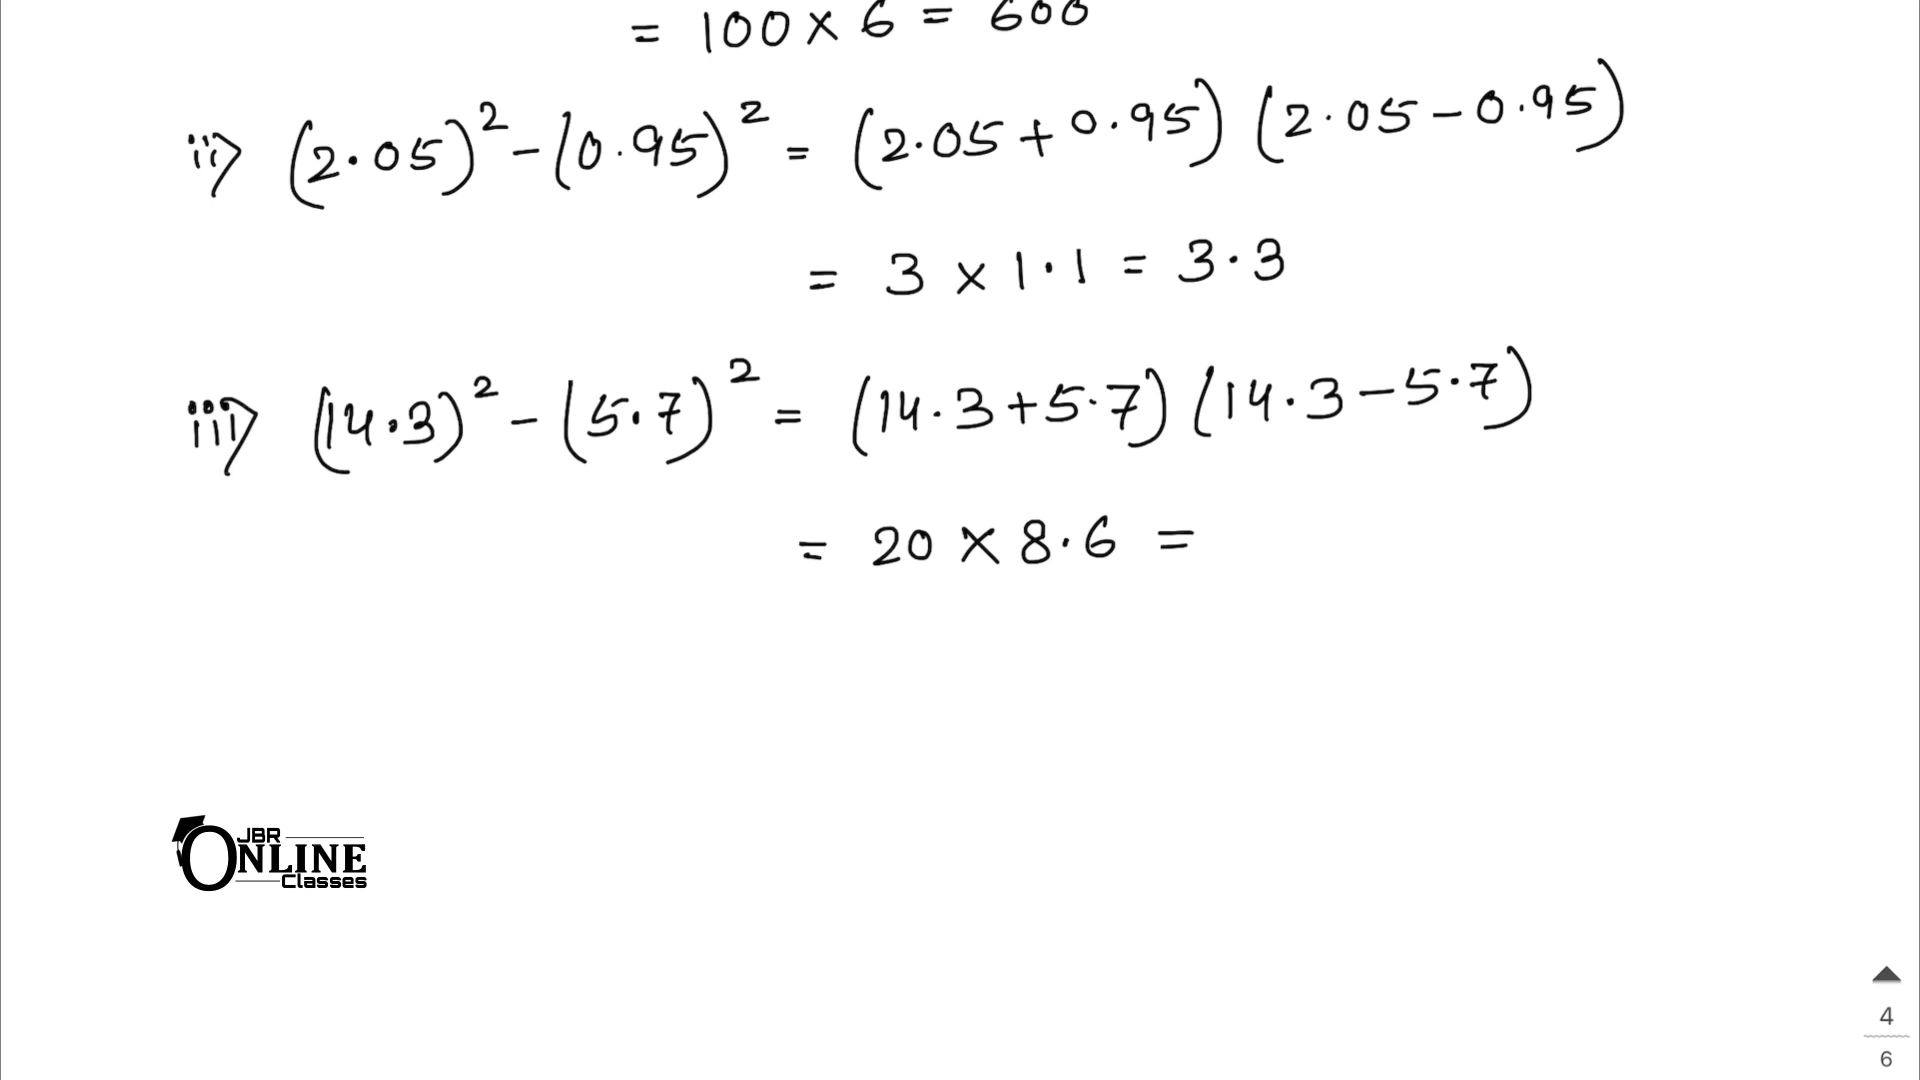 = 100 × 6 = 600
ii) (2.05)² - (0.95)² = (2.05 + 0.95) (2.05 - 0.95)
= 3 × 1.1 = 3.3
iii) (14.3)² - (5.7)² = (14.3 + 5.7) (14.3 - 5.7)
= 20 × 8.6 =
JBR
ONLINE
Classes
4
6